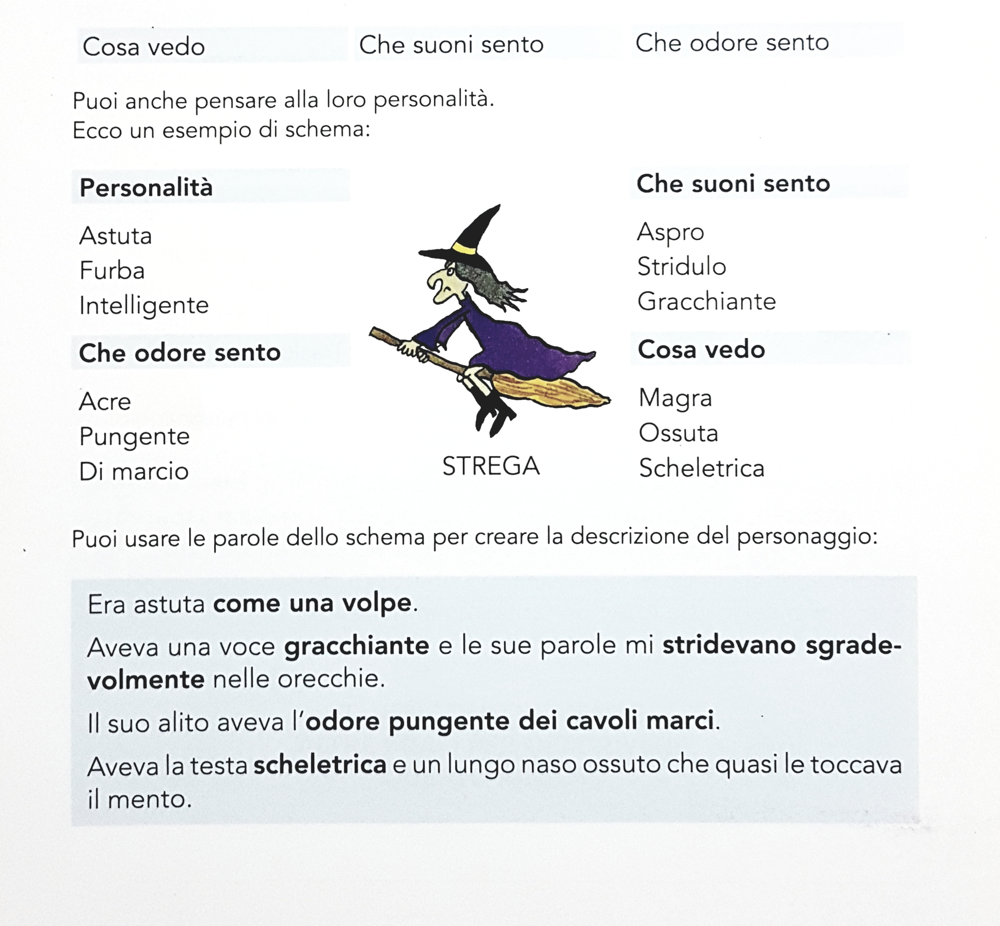 Cosa vedo
Che suoni sento
Che odore sento
Puoi anche pensare alla loro personalità.
Ecco un esempio di schema:
Personalità
Astuta
Furba
Intelligente
Che odore sento
Acre
Pungente
Di marcio
STREGA
Che suoni sento
Aspro
Stridulo
Gracchiante
Cosa vedo
Magra
Ossuta
Scheletrica
Puoi usare le parole dello schema per creare la descrizione del personaggio:
Era astuta come una volpe.
Aveva una voce gracchiante e le sue parole mi stridevano sgrade-
volmente nelle orecchie.
Il suo alito aveva l'odore pungente dei cavoli marci.
Aveva la testa scheletrica e un lungo naso ossuto che quasi le toccava
il mento.